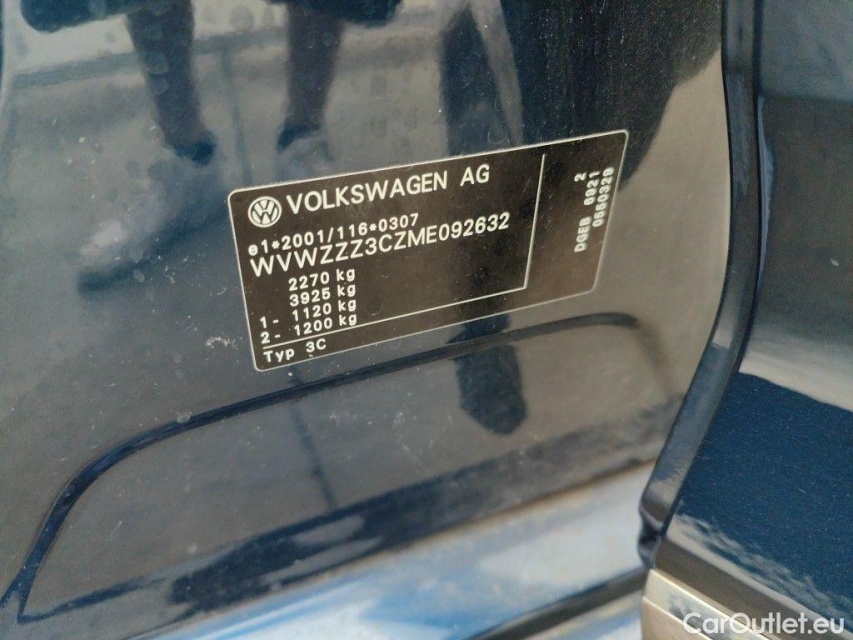 VOLKSWAGEN AG
e1*2001/116*0307
WVWZZZ3CZME092632
2270 kg
3925 kg
1- 1120 kg
2- 1200 kg
Typ 3C
2
DGEB 6921
0550329
CarOutlet.eu